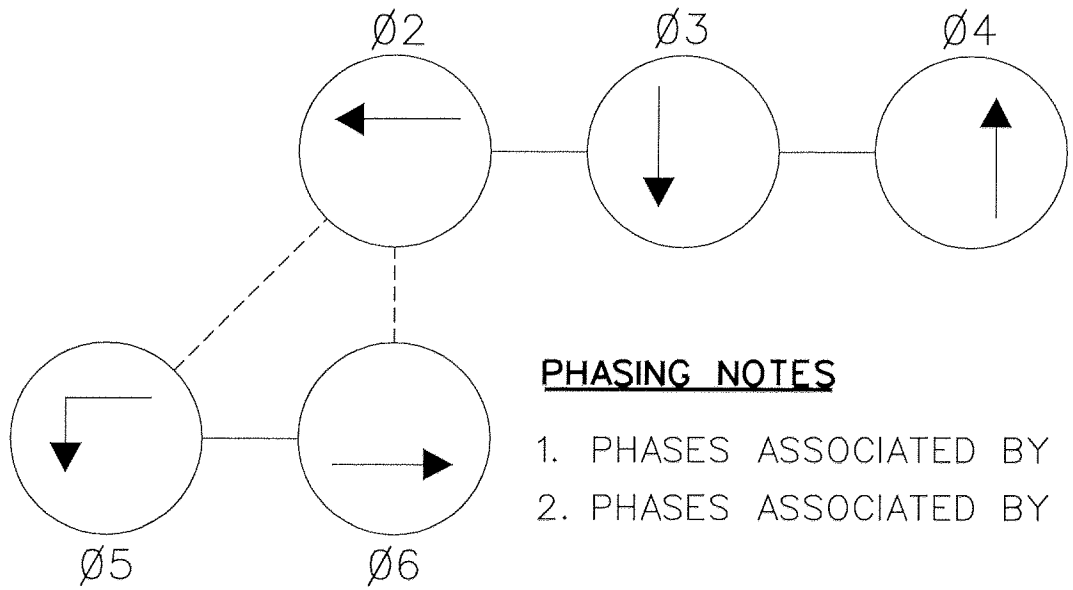 Ø2
Ø3
Ø4
Ø5
Ø6
PHASING NOTES
1. PHASES ASSOCIATED BY
2. PHASES ASSOCIATED BY